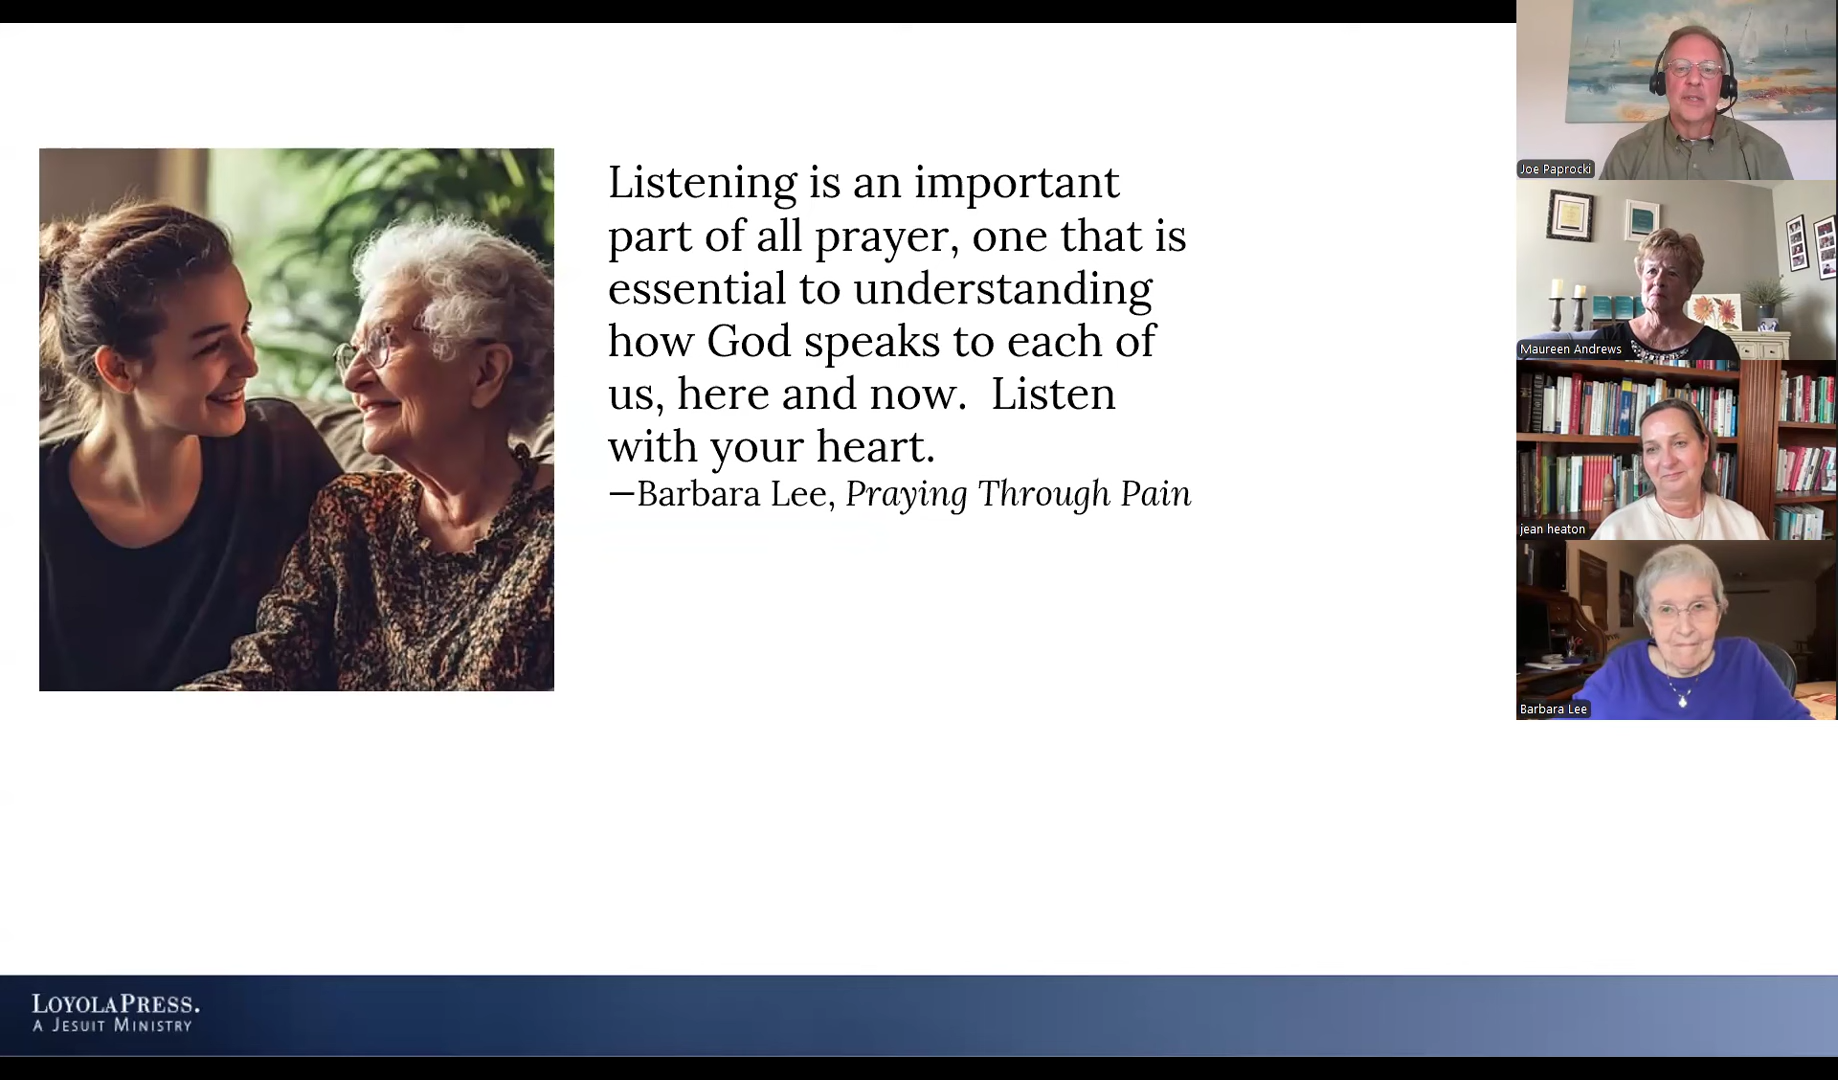 Listening is an important
part of all prayer, one that is
essential to understanding
how God speaks to each of
us, here and now.  Listen
with your heart.
—Barbara Lee, Praying Through Pain
Joe Paprocki
Maureen Andrews
jean heaton
Barbara Lee
LOYOLAPRESS.
A JESUIT MINISTRY